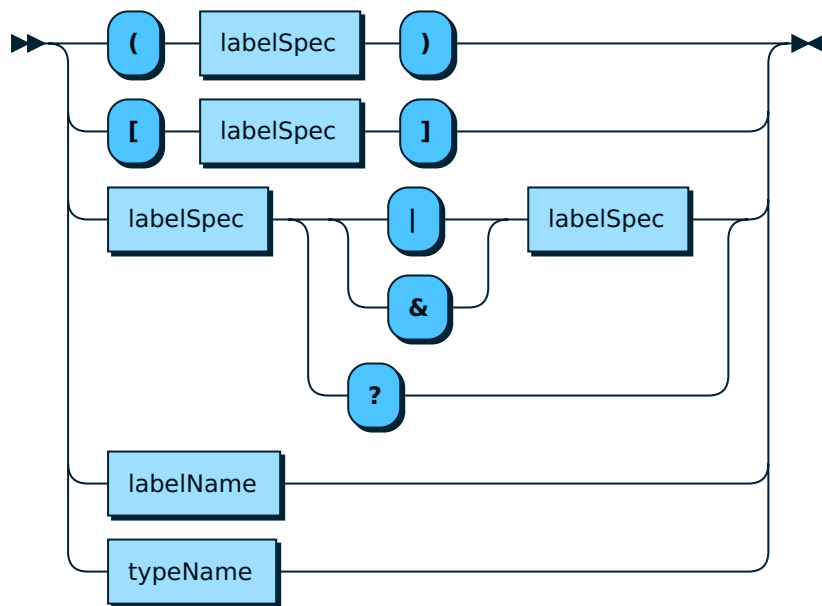 ( labelSpec )
[ labelSpec ]
labelSpec | labelSpec
&
?
labelName
typeName